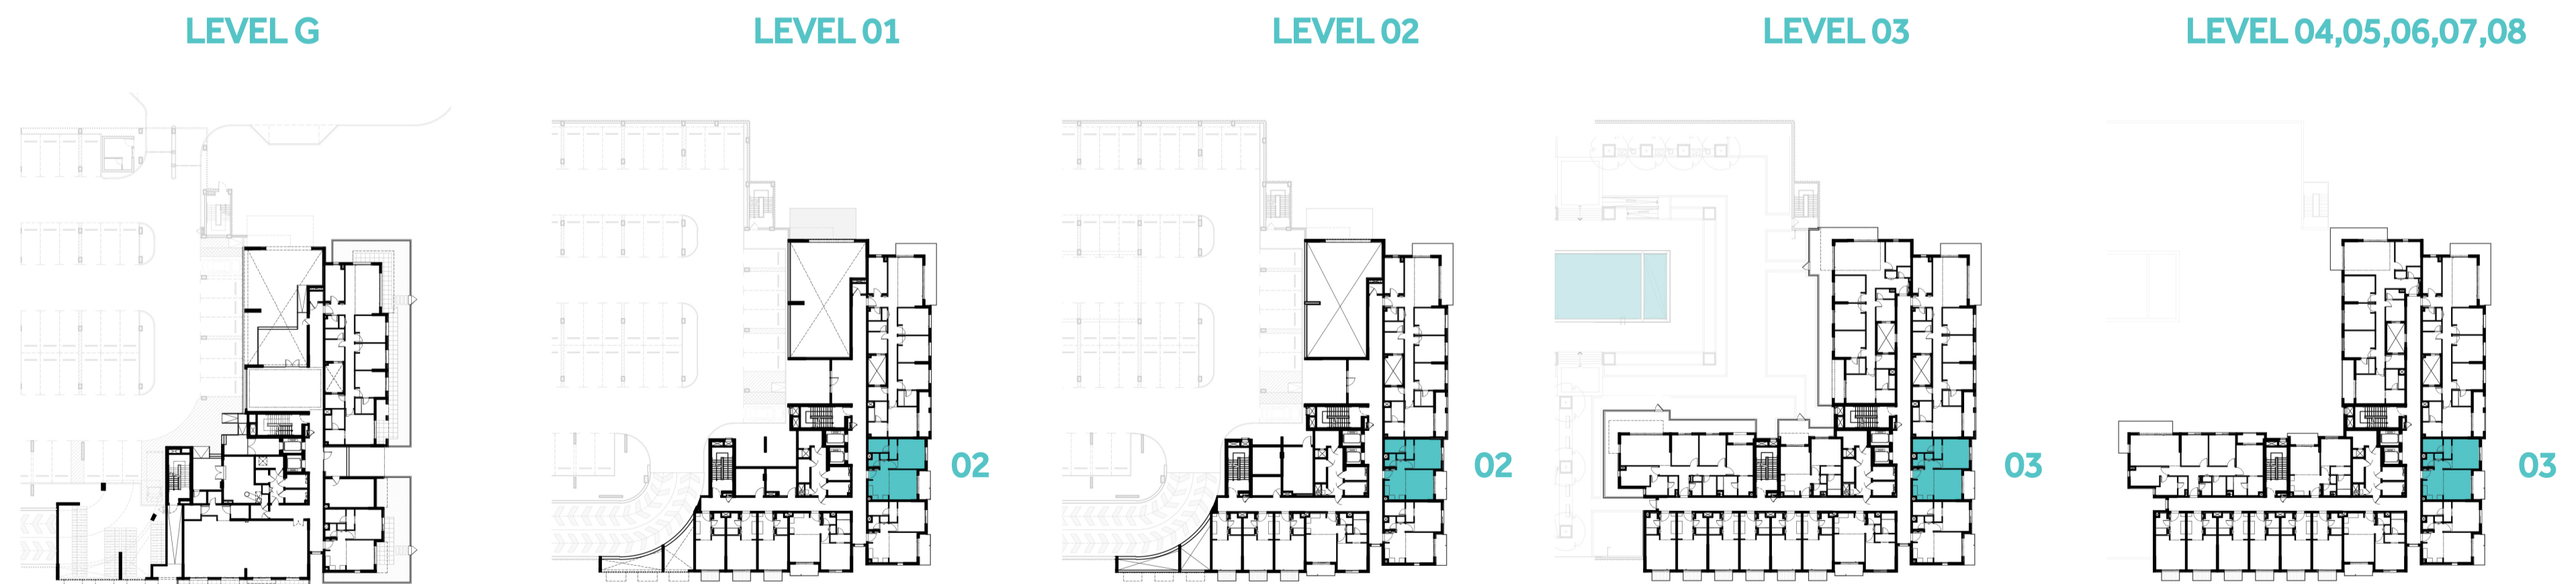 LEVEL G
LEVEL 01
LEVEL 02
LEVEL 03
LEVEL 04,05,06,07,08
02
02
03
03